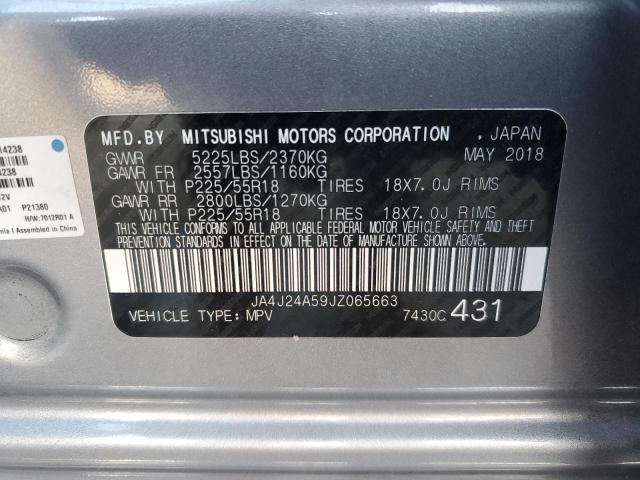 MFD.BY MITSUBISHI MOTORS CORPORATION . JAPAN
GVWR 5225LBS/2370KG MAY 2018
GAWR FR 2557LBS/1160KG
WITH P225/55R18 TIRES 18X7.0J RIMS
GAWR RR 2800LBS/1270KG
WITH P225/55R18 TIRES 18X7.0J RIMS
THIS VEHICLE CONFORMS TO ALL APPLICABLE FEDERAL MOTOR VEHICLE SAFETY AND THEFT
PREVENTION STANDARDS IN EFFECT ON THE DATE OF MANUFACTURE SHOWN ABOVE.
JA4J24A59JZ065663
VEHICLE TYPE: MPV 7430C 431
4238
238
2V
A01 P21380
H/W:7012R01 A
Assembled in China